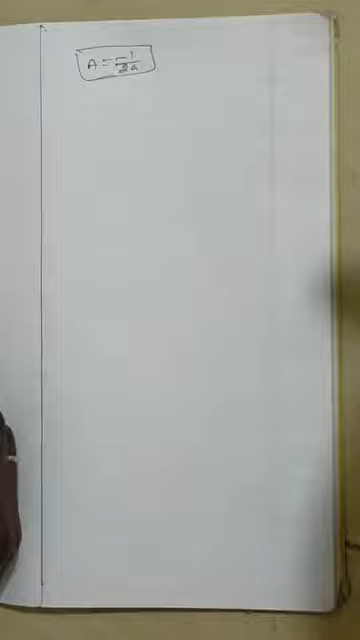 A = -1/2a